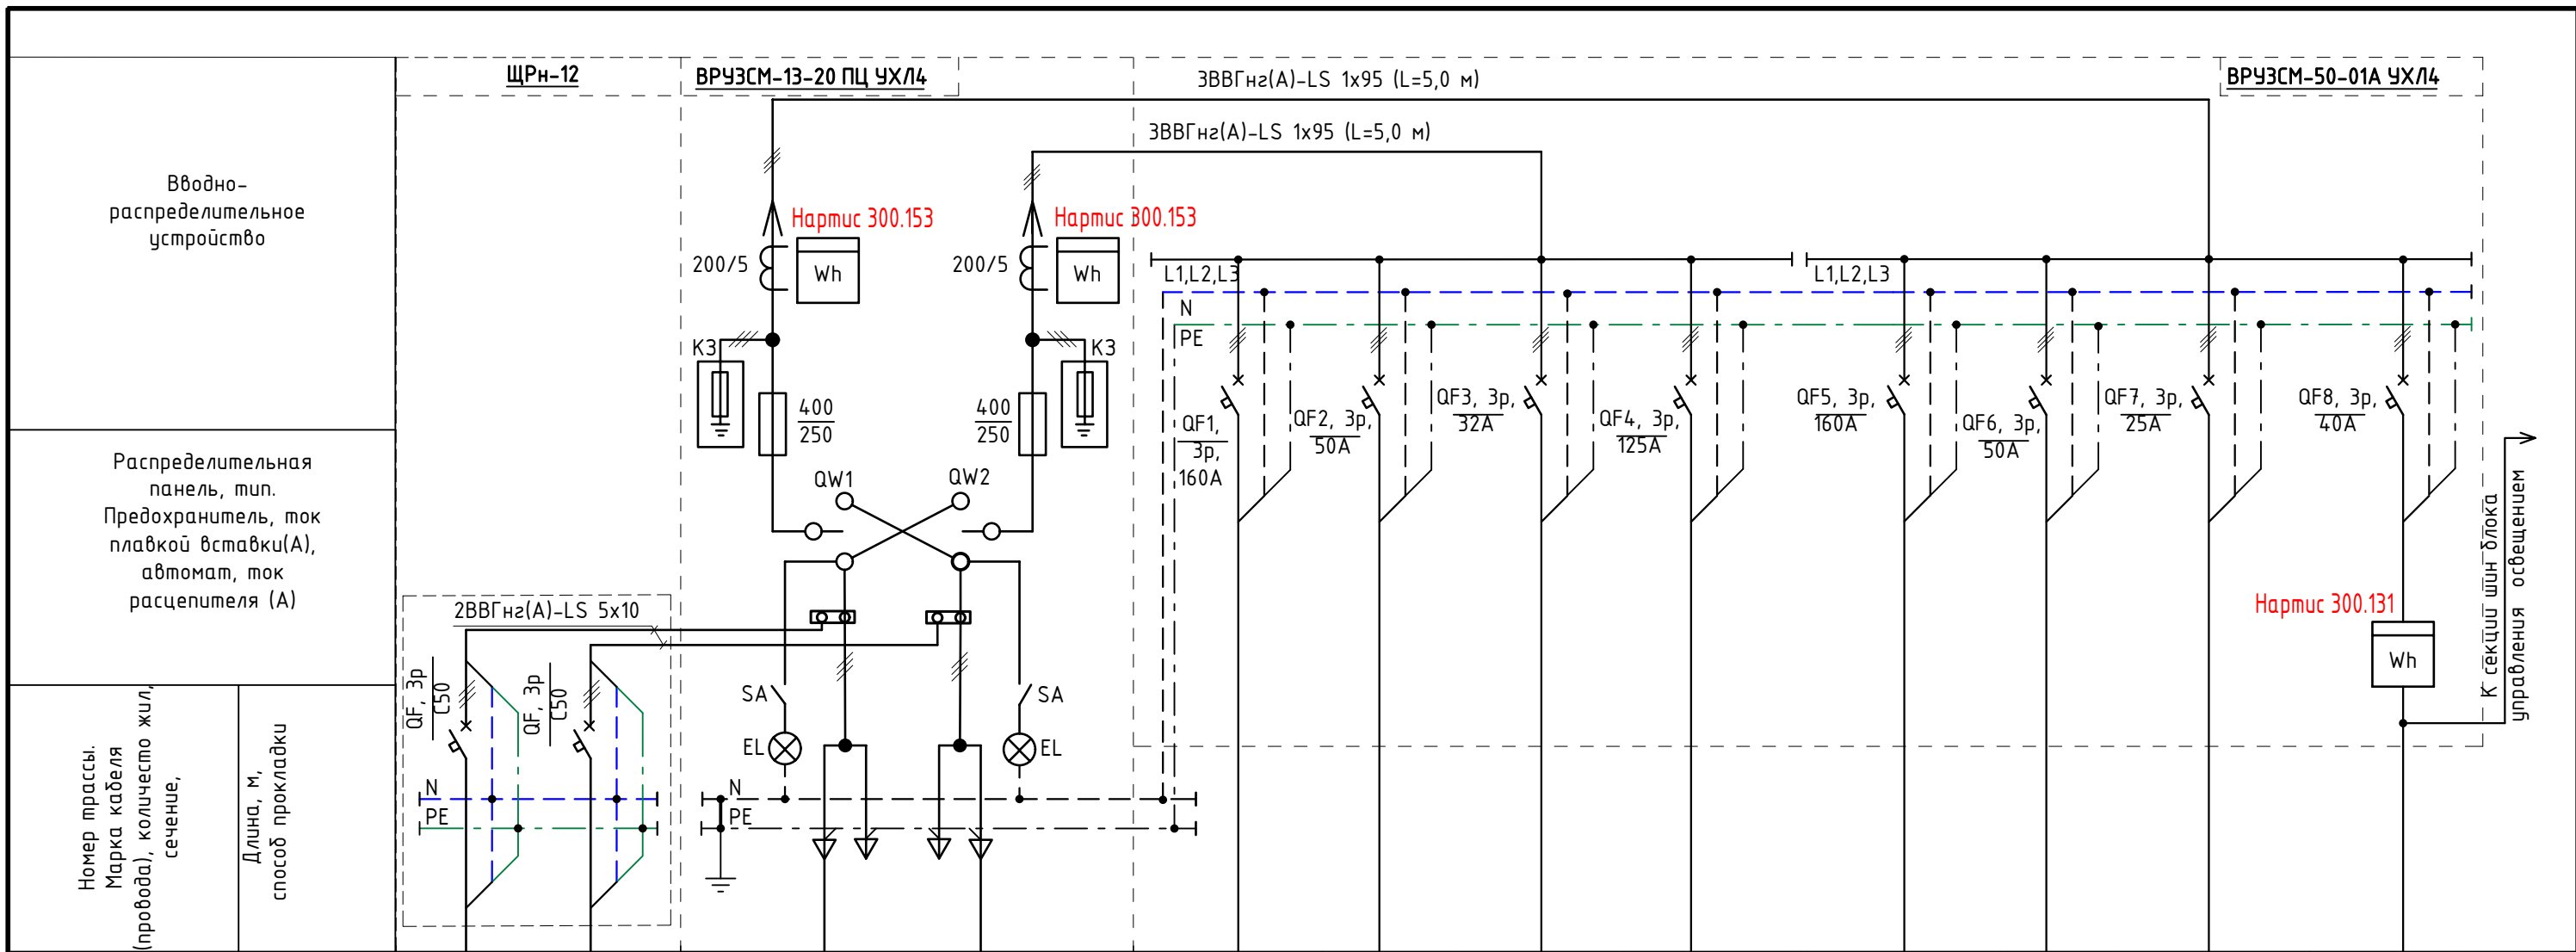 Вводно-
распределительное
устройство
Распределительная
панель, тип.
Предохранитель, ток
плавкой вставки(А),
автомат, ток
расцепителя (А)
Номер трассы.
Марка кабеля
(провода), количесто жил,
сечение,
Длина, м,
способ прокладки
ЩРн-12
2ВВГнг(А)-LS 5х10
QF, 3р
С50
QF, 3р
С50
N
PE
ВРУ3СМ-13-20 ПЦ УХЛ4
Нартис 300.153
Нартис 300.153
200/5
Wh
200/5
Wh
К3
К3
400
250
400
250
QW1
QW2
SA
SA
EL
EL
N
PE
3ВВГнг(А)-LS 1х95 (L=5,0 м)
3ВВГнг(А)-LS 1х95 (L=5,0 м)
ВРУ3СМ-50-01А УХЛ4
L1,L2,L3
L1,L2,L3
N
PE
QF1,
3р,
160А
QF2, 3р,
50А
QF3, 3р,
32А
QF4, 3р,
125А
QF5, 3р,
160А
QF6, 3р,
50А
QF7, 3р,
25А
QF8, 3р,
40А
Нартис 300.131
Wh
К секции шин блока
управления освещением